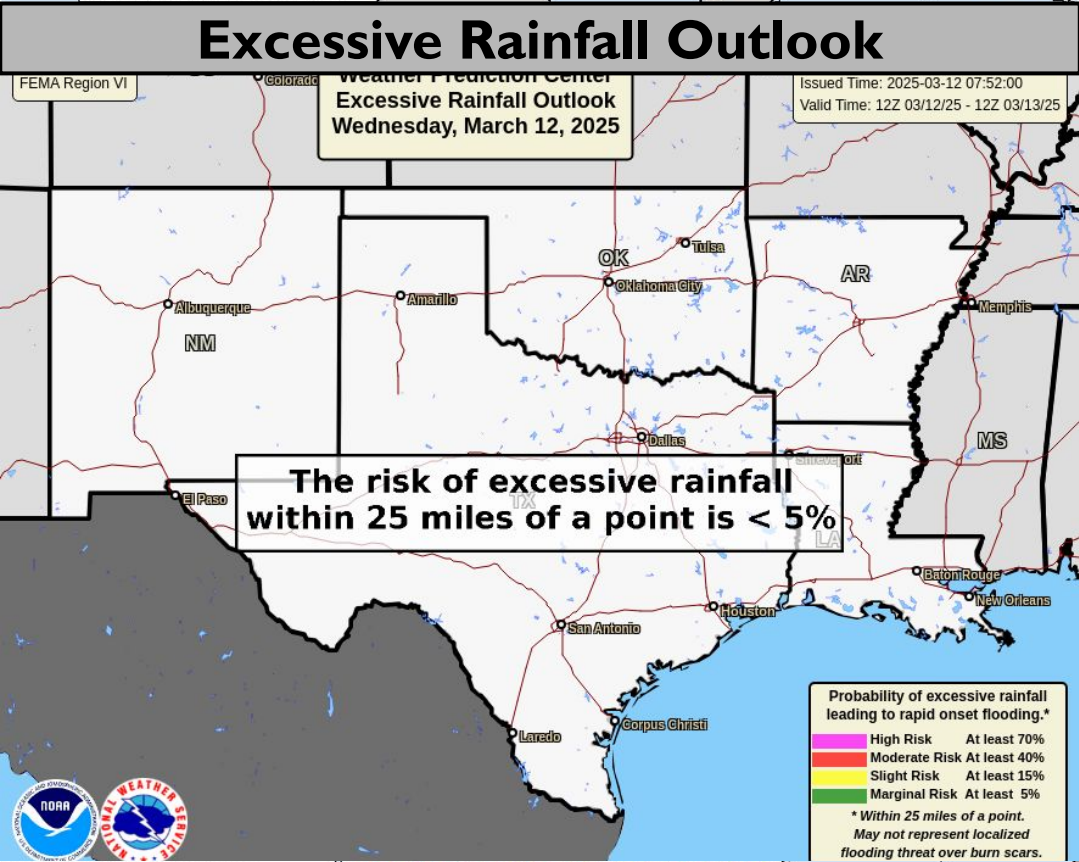 Excessive Rainfall Outlook
FEMA Region VI
Weather Prediction Center
Excessive Rainfall Outlook
Wednesday, March 12, 2025
Issued Time: 2025-03-12 07:52:00
Valid Time: 12Z 03/12/25 - 12Z 03/13/25
Colorado
Tulsa
OK
Oklahoma City
AR
Amarillo
Albuquerque
Memphis
NM
Dallas
MS
Shreveport
The risk of excessive rainfall
within 25 miles of a point is < 5%
El Paso
TX
LA
Baton Rouge
New Orleans
Houston
San Antonio
Corpus Christi
Laredo
Probability of excessive rainfall
leading to rapid onset flooding.*
High Risk At least 70%
Moderate Risk At least 40%
Slight Risk At least 15%
Marginal Risk At least 5%
* Within 25 miles of a point.
May not represent localized
flooding threat over burn scars.
NOAA
NATIONAL WEATHER SERVICE